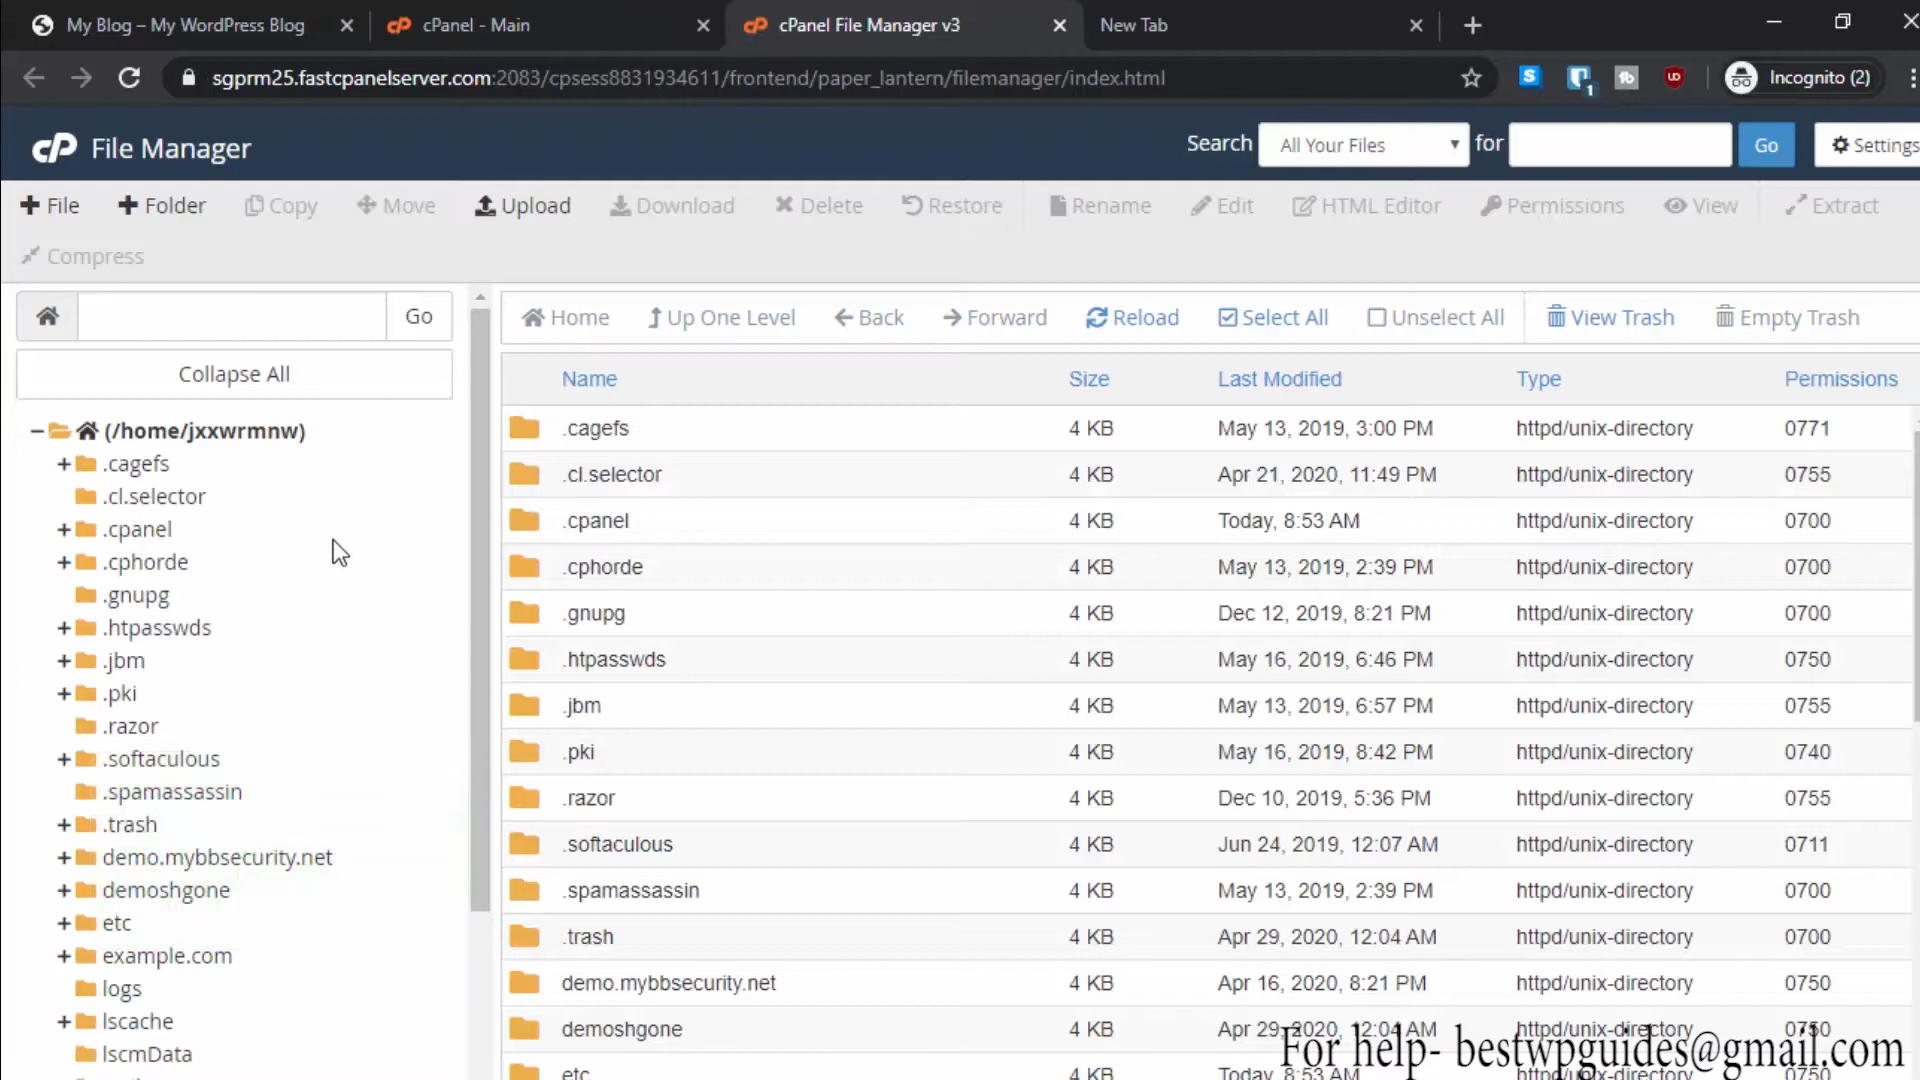 My Blog – My WordPress Blog
cPanel - Main
cPanel File Manager v3
New Tab
sgprm25.fastcpanelserver.com:2083/cpsess8831934611/frontend/paper_lantern/filemanager/index.html
S
1
fb
UD
Incognito (2)
cP File Manager
Search All Your Files for Go Settings
File Folder Copy Move Upload Download Delete Restore Rename Edit HTML Editor Permissions View Extract
Compress
Go
Collapse All
(/home/jxxwrmnw)
.cagefs
.cl.selector
.cpanel
.cphorde
.gnupg
.htpasswds
.jbm
.pki
.razor
.softaculous
.spamassassin
.trash
demo.mybbsecurity.net
demoshgone
etc
example.com
logs
lscache
lscmData
Home Up One Level Back Forward Reload Select All Unselect All View Trash Empty Trash
Name Size Last Modified Type Permissions
.cagefs 4 KB May 13, 2019, 3:00 PM httpd/unix-directory 0771
.cl.selector 4 KB Apr 21, 2020, 11:49 PM httpd/unix-directory 0755
.cpanel 4 KB Today, 8:53 AM httpd/unix-directory 0700
.cphorde 4 KB May 13, 2019, 2:39 PM httpd/unix-directory 0700
.gnupg 4 KB Dec 12, 2019, 8:21 PM httpd/unix-directory 0700
.htpasswds 4 KB May 16, 2019, 6:46 PM httpd/unix-directory 0750
.jbm 4 KB May 13, 2019, 6:57 PM httpd/unix-directory 0755
.pki 4 KB May 16, 2019, 8:42 PM httpd/unix-directory 0740
.razor 4 KB Dec 10, 2019, 5:36 PM httpd/unix-directory 0755
.softaculous 4 KB Jun 24, 2019, 12:07 AM httpd/unix-directory 0711
.spamassassin 4 KB May 13, 2019, 2:39 PM httpd/unix-directory 0700
.trash 4 KB Apr 29, 2020, 12:04 AM httpd/unix-directory 0700
demo.mybbsecurity.net 4 KB Apr 16, 2020, 8:21 PM httpd/unix-directory 0750
demoshgone 4 KB Apr 29, 2020, 12:04 AM httpd/unix-directory 0750
etc 4 KB Today, 8:53 AM httpd/unix-directory 0750
For help- bestwpguides@gmail.com